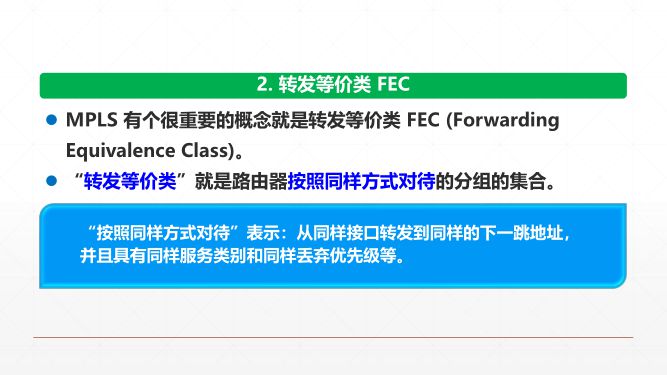 2. 转发等价类 FEC
MPLS 有个很重要的概念就是转发等价类 FEC (Forwarding
Equivalence Class)。
“转发等价类”就是路由器按照同样方式对待的分组的集合。
“按照同样方式对待”表示：从同样接口转发到同样的下一跳地址，
并且具有同样服务类别和同样丢弃优先级等。